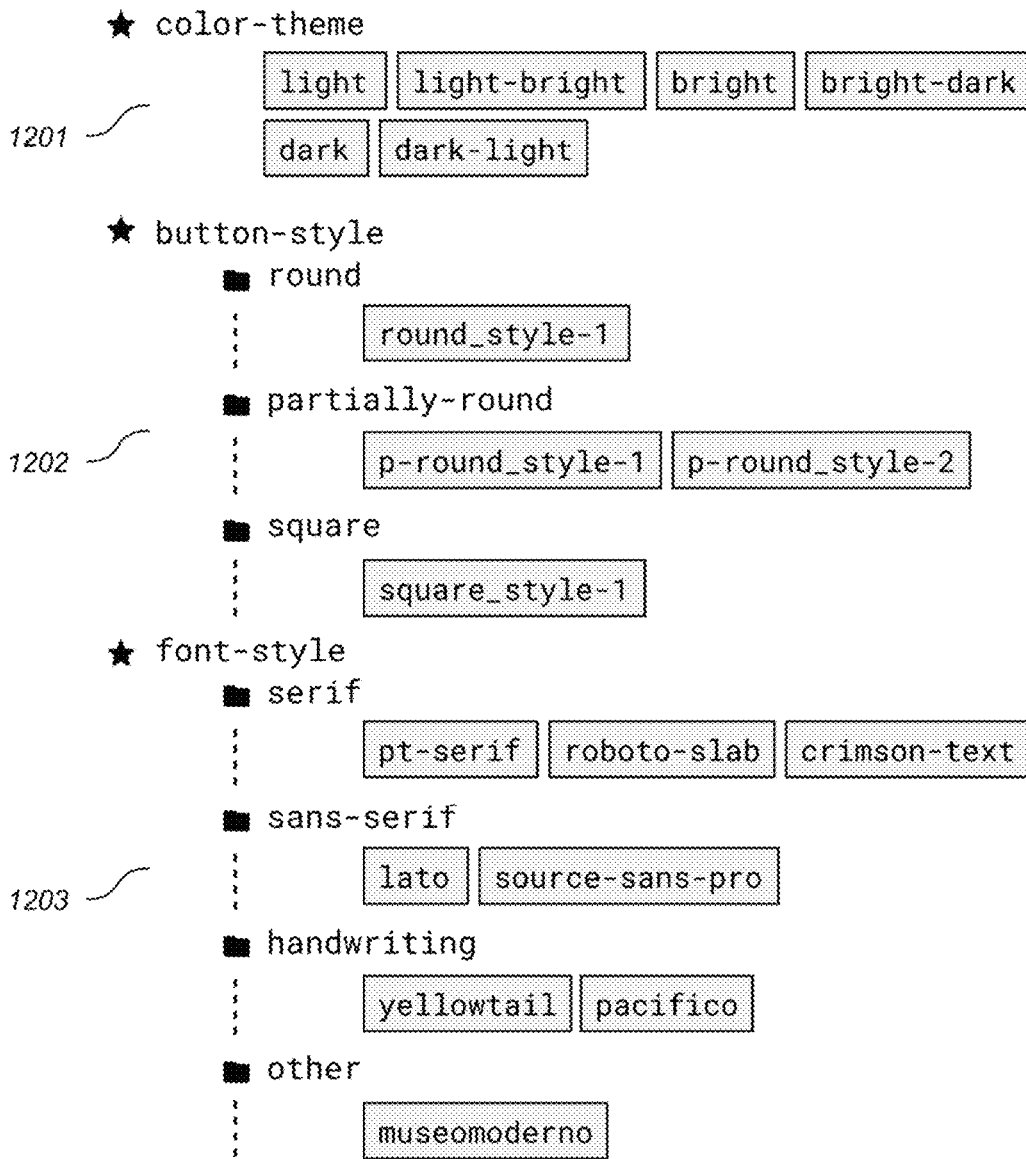 ★ color-theme
light light-bright bright bright-dark
1201
dark dark-light
★ button-style
round
round_style-1
partially-round
1202
p-round_style-1 p-round_style-2
square
square_style-1
★ font-style
serif
pt-serif roboto-slab crimson-text
sans-serif
1203
lato source-sans-pro
handwriting
yellowtail pacifico
other
museomoderno